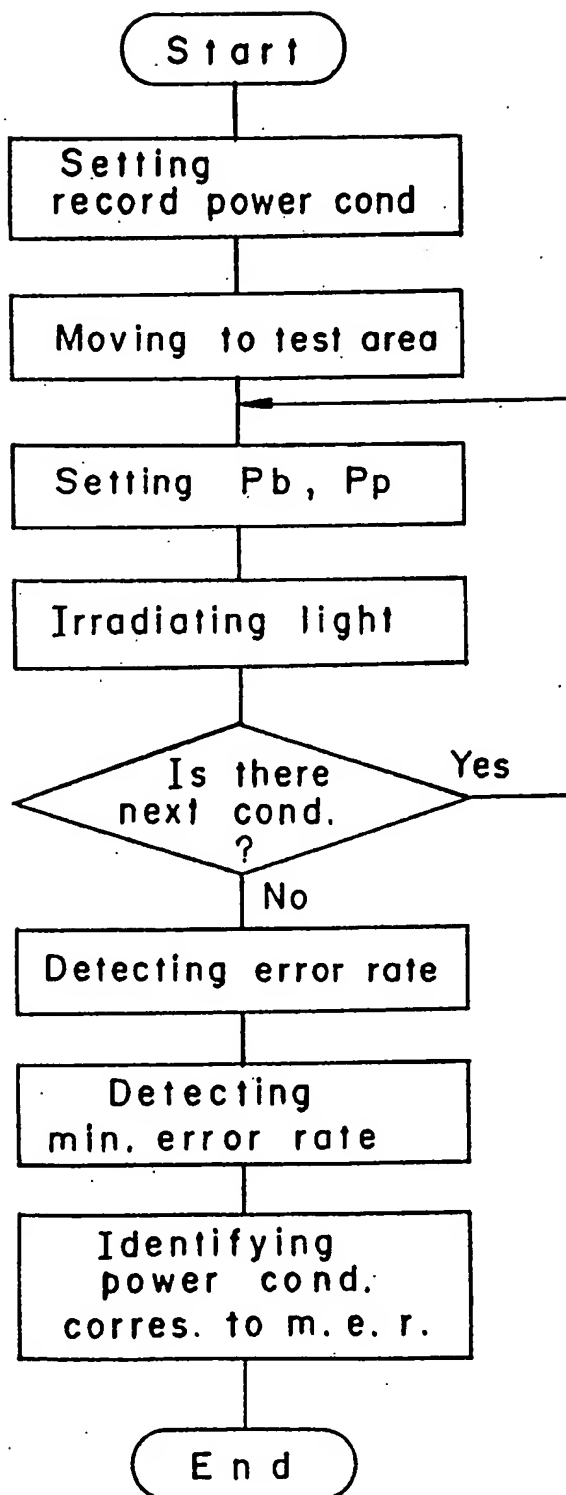 Start
Setting
record power cond
Moving to test area
Setting Pb, Pp
Irradiating light
Is there
next cond.
?
Yes
No
Detecting error rate
Detecting
min. error rate
Identifying
power cond.
corres. to m.e.r.
End